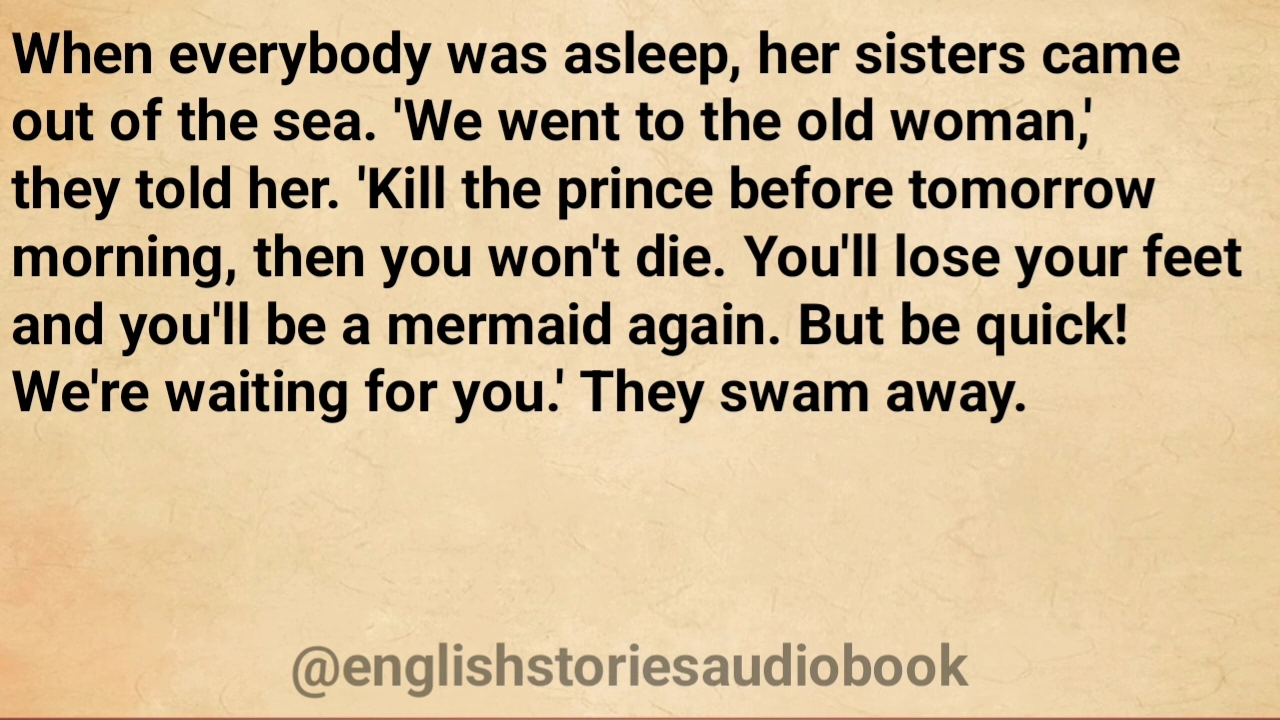 When everybody was asleep, her sisters came
out of the sea. 'We went to the old woman,'
they told her. 'Kill the prince before tomorrow
morning, then you won't die. You'll lose your feet
and you'll be a mermaid again. But be quick!
We're waiting for you.' They swam away.
@englishstoriesaudiobook